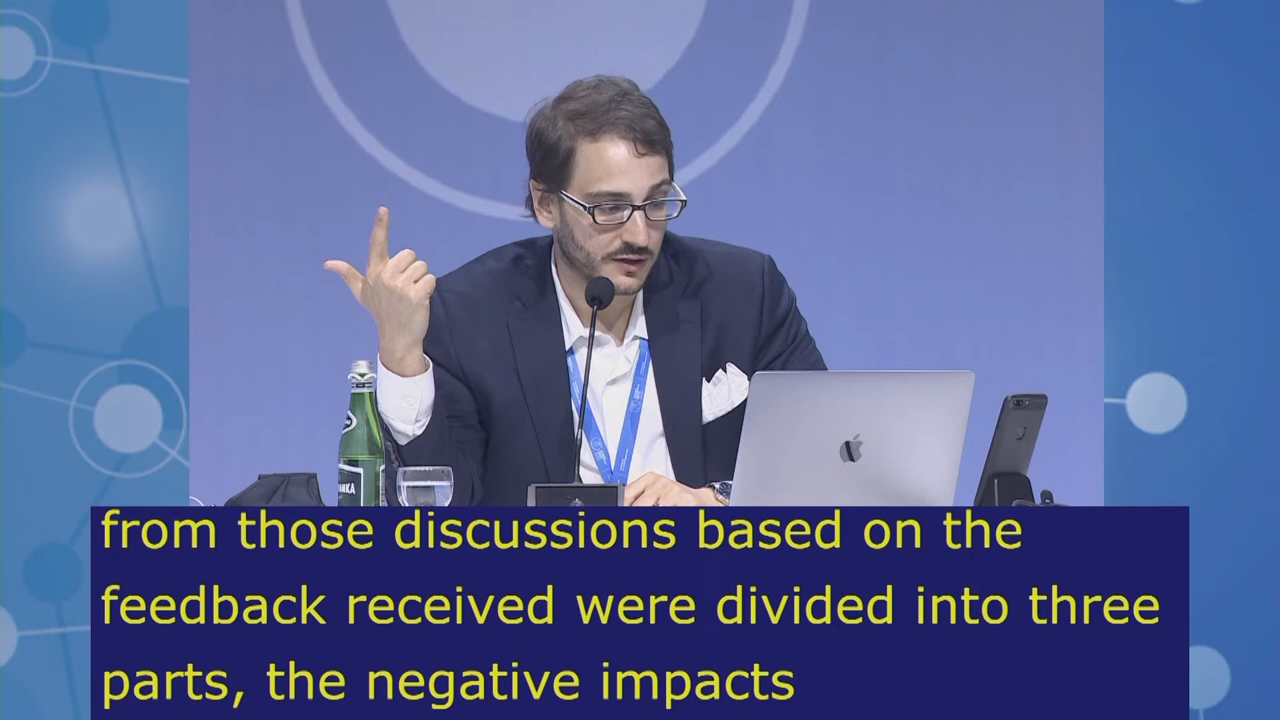 from those discussions based on the
feedback received were divided into three
parts, the negative impacts